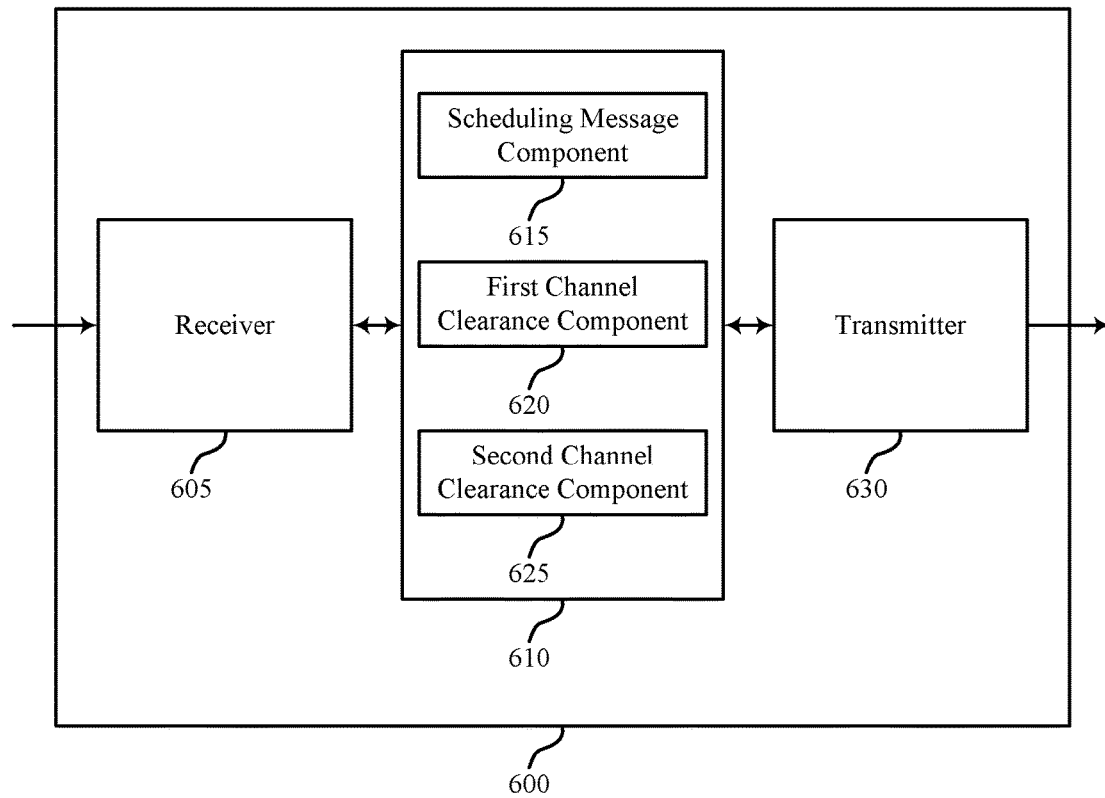 Scheduling Message
Component
615
Receiver
605
First Channel
Clearance Component
620
Transmitter
630
Second Channel
Clearance Component
625
610
600